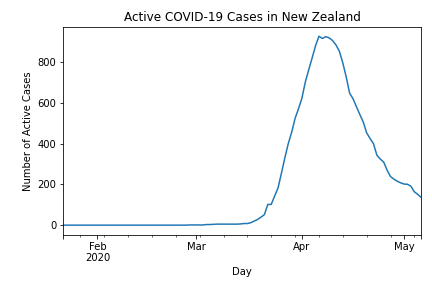 Active COVID-19 Cases in New Zealand
Number of Active Cases
800
600
400
200
0
Feb
2020
Mar
Apr
May
Day